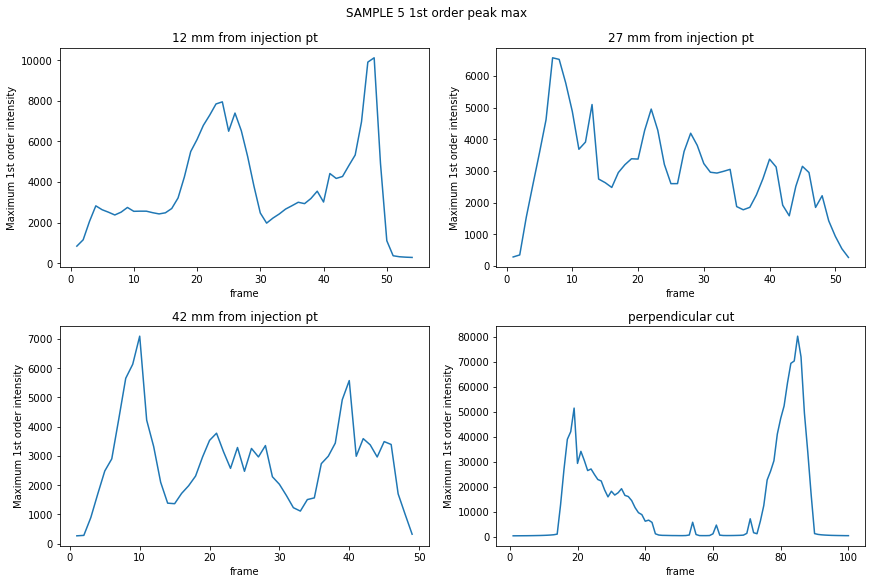 SAMPLE 5 1st order peak max
12 mm from injection pt
Maximum 1st order intensity
10000
8000
6000
4000
2000
0
0 10 20 30 40 50
frame
27 mm from injection pt
Maximum 1st order intensity
6000
5000
4000
3000
2000
1000
0
0 10 20 30 40 50
frame
42 mm from injection pt
Maximum 1st order intensity
7000
6000
5000
4000
3000
2000
1000
0
0 10 20 30 40 50
frame
perpendicular cut
Maximum 1st order intensity
80000
70000
60000
50000
40000
30000
20000
10000
0
0 20 40 60 80 100
frame